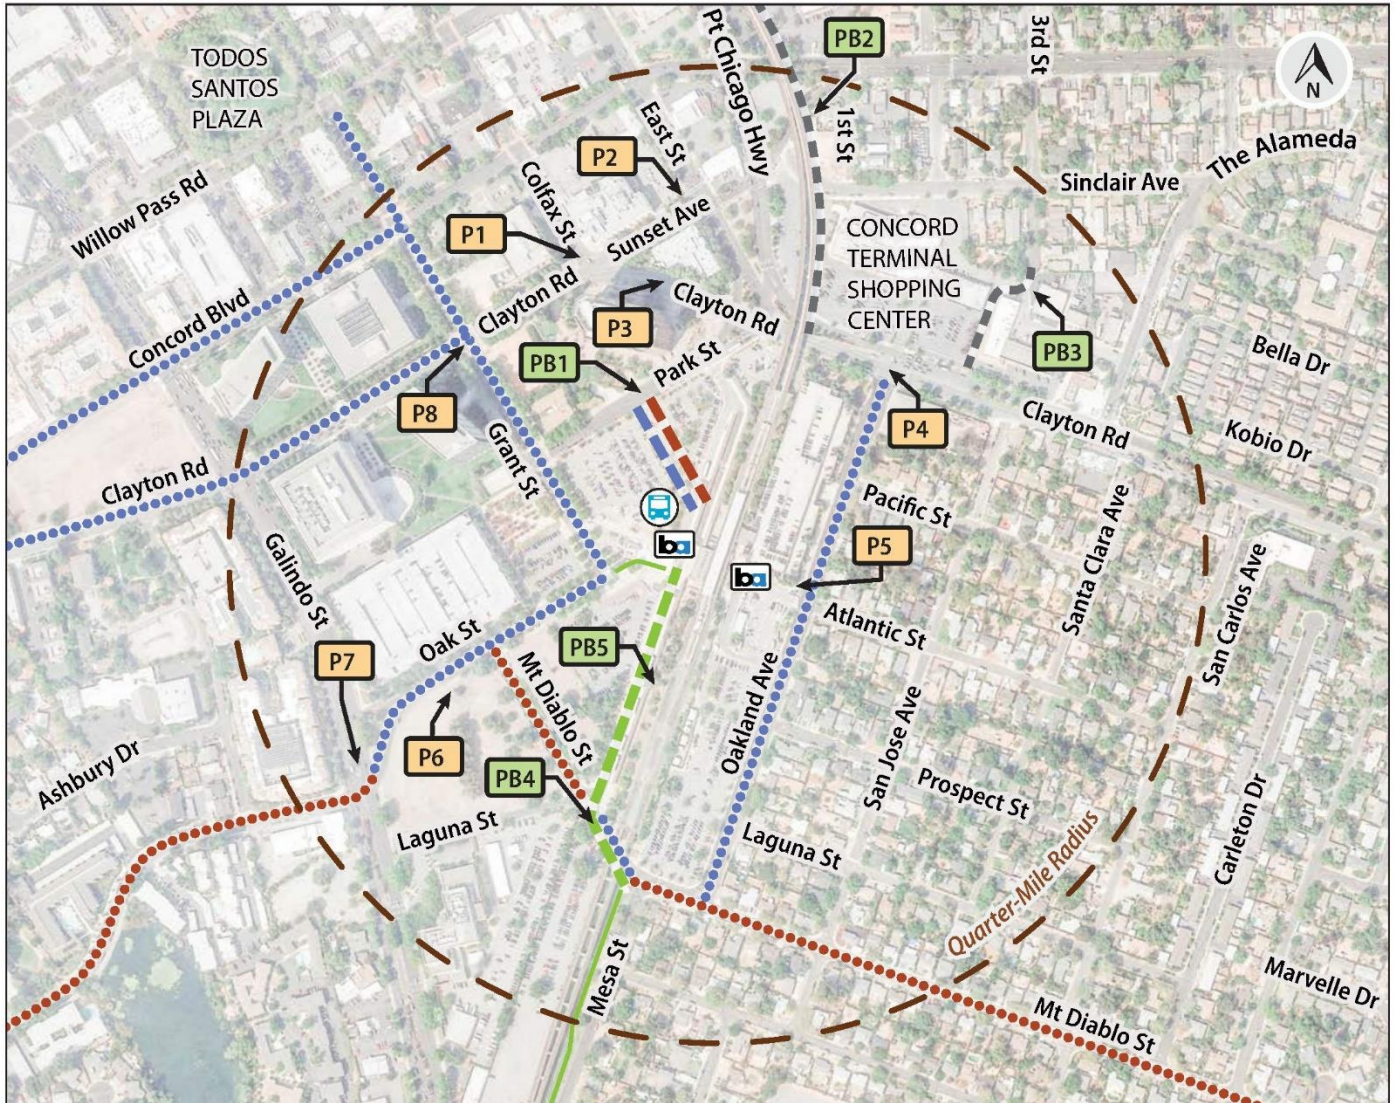 TODOS
SANTOS
PLAZA
Pt Chicago Hwy
PB2
3rd St
N
1st St
East St
P2
The Alameda
Sinclair Ave
Willow Pass Rd
Colfax St
P1
Sunset Ave
CONCORD
TERMINAL
SHOPPING
CENTER
Concord Blvd
Clayton Rd
P3
Clayton Rd
PB1
Park St
PB3
Bella Dr
P8
P4
Clayton Rd
Kobio Dr
Clayton Rd
Grant St
Pacific St
Santa Clara Ave
Galindo St
ba
ba
P5
San Carlos Ave
Atlantic St
Oak St
PB5
P7
Mt Diablo St
Oakland Ave
San Jose Ave
P6
PB4
Ashbury Dr
Prospect St
Laguna St
Laguna St
Carleton Dr
Quarter-Mile Radius
Mesa St
Marvelle Dr
Mt Diablo St